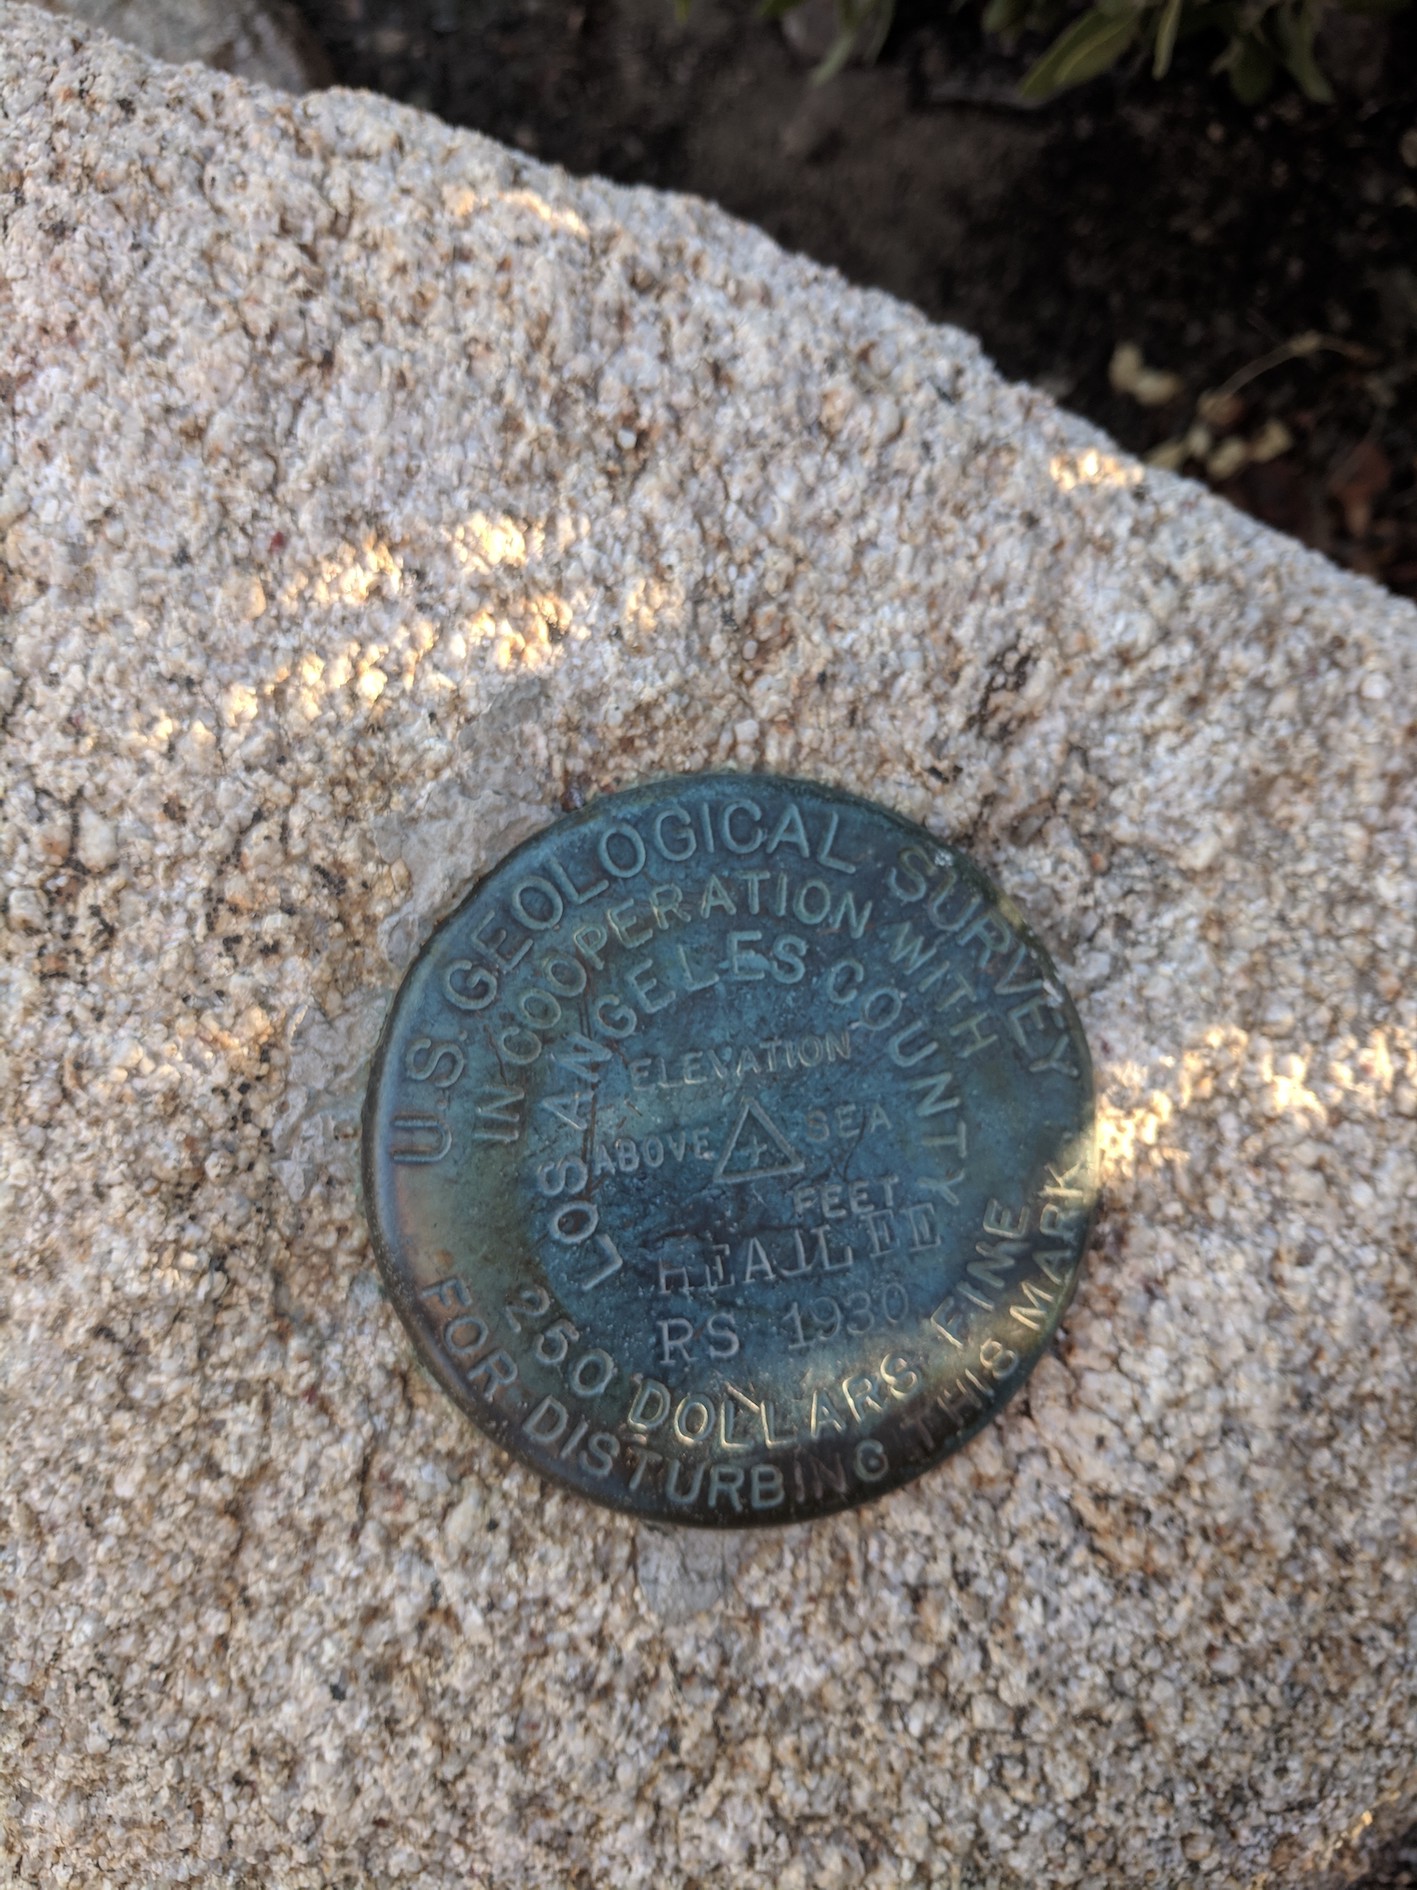 U.S. GEOLOGICAL SURVEY
IN COOPERATION WITH
LOS ANGELES COUNTY
ELEVATION
ABOVE SEA
FEET
RS 1930
250 DOLLARS FINE
FOR DISTURBING THIS MARK